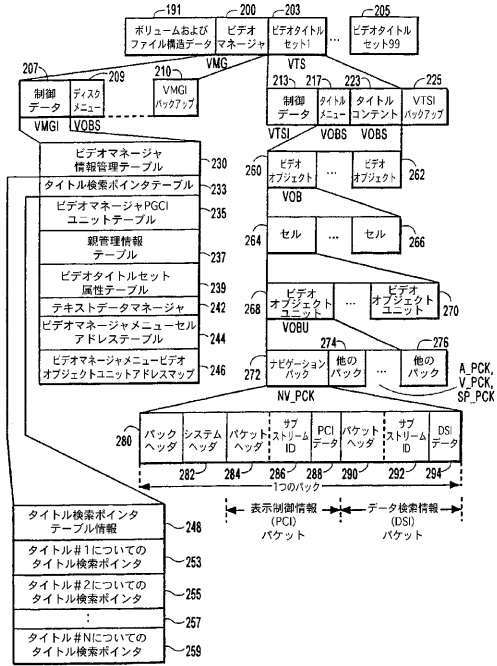 191
200
203
205
ボリュームおよび
ファイル構造データ
ビデオ
マネージャ
ビデオタイトル
セット1
...
ビデオタイトル
セット99
VMG
VTS
207
209
210
213
217
223
225
制御
データ
ディスク
メニュー
VMGI
バックアップ
制御
データ
タイトル
メニュー
タイトル
コンテント
VTSI
バックアップ
VMGI
VOBS
VTSI
VOBS
VOBS
ビデオマネージャ
情報管理テーブル
230
タイトル検索ポインタテーブル
233
ビデオマネージャPGCI
ユニットテーブル
235
親管理情報
テーブル
237
ビデオタイトルセット
属性テーブル
239
テキストデータマネージャ
242
ビデオマネージャメニューセル
アドレステーブル
244
ビデオマネージャメニュービデオ
オブジェクトユニットアドレスマップ
246
260
ビデオ
オブジェクト
...
ビデオ
オブジェクト
262
VOB
264
セル
...
セル
266
268
ビデオ
オブジェクト
ユニット
...
ビデオ
オブジェクト
ユニット
270
VOBU
274
276
272
ナビゲーション
パック
他の
パック
...
他の
パック
A_PCK,
V_PCK,
SP_PCK
NV_PCK
280
パック
ヘッダ
システム
ヘッダ
パケット
ヘッダ
サブ
ストリーム
ID
PCI
データ
パケット
ヘッダ
サブ
ストリーム
ID
DSI
データ
282
284
286
288
290
292
294
1つのパック
表示制御情報
(PCI)
パケット
データ検索情報
(DSI)
パケット
タイトル検索ポインタ
テーブル情報
248
タイトル#1についての
タイトル検索ポインタ
253
タイトル#2についての
タイトル検索ポインタ
255
:
257
タイトル#Nについての
タイトル検索ポインタ
259